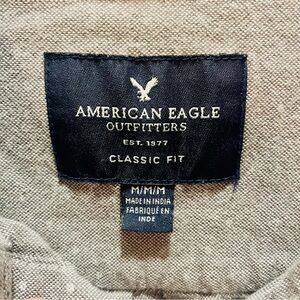 AMERICAN EAGLE
OUTFITTERS
EST. 1977
CLASSIC FIT
M/M/M
MADE IN INDIA
FABRIQUÉ EN
INDE